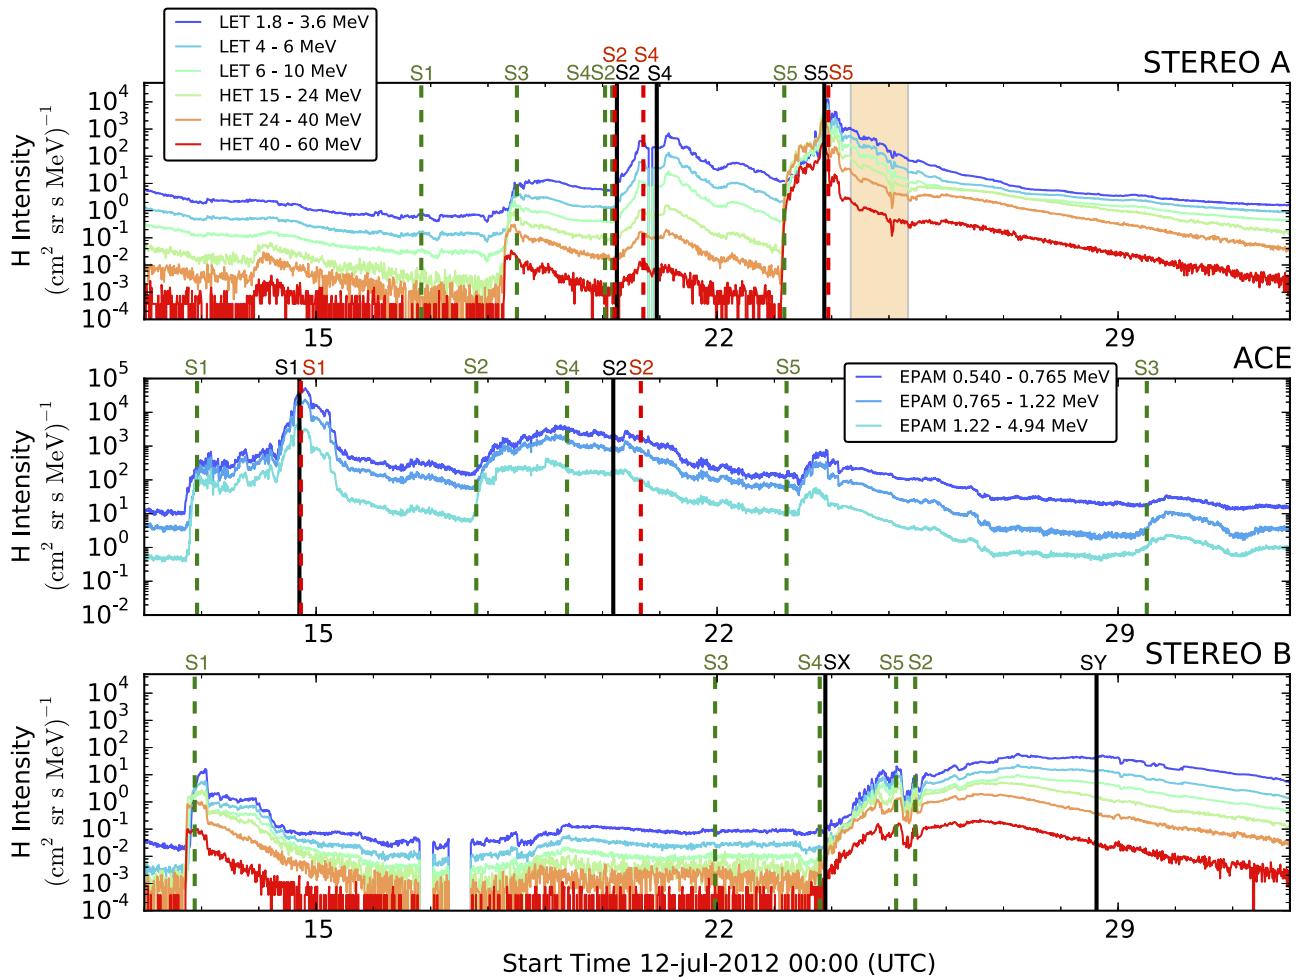 LET 1.8 - 3.6 MeV
LET 4 - 6 MeV
LET 6 - 10 MeV
HET 15 - 24 MeV
HET 24 - 40 MeV
HET 40 - 60 MeV
STEREO A
S2 S4
S1 S3 S4 S2 S2 S4 S5 S5 S5
H Intensity
(cm² sr s MeV)⁻¹
10⁴
10³
10²
10¹
10⁰
10⁻¹
10⁻²
10⁻³
10⁻⁴
15 22 29
ACE
S1 S1 S1 S2 S4 S2 S2 S5 S3
EPAM 0.540 - 0.765 MeV
EPAM 0.765 - 1.22 MeV
EPAM 1.22 - 4.94 MeV
H Intensity
(cm² sr s MeV)⁻¹
10⁵
10⁴
10³
10²
10¹
10⁰
10⁻¹
10⁻²
15 22 29
STEREO B
S1 S3 S4 SX S5 S2 SY
H Intensity
(cm² sr s MeV)⁻¹
10⁴
10³
10²
10¹
10⁰
10⁻¹
10⁻²
10⁻³
10⁻⁴
15 22 29
Start Time 12-jul-2012 00:00 (UTC)